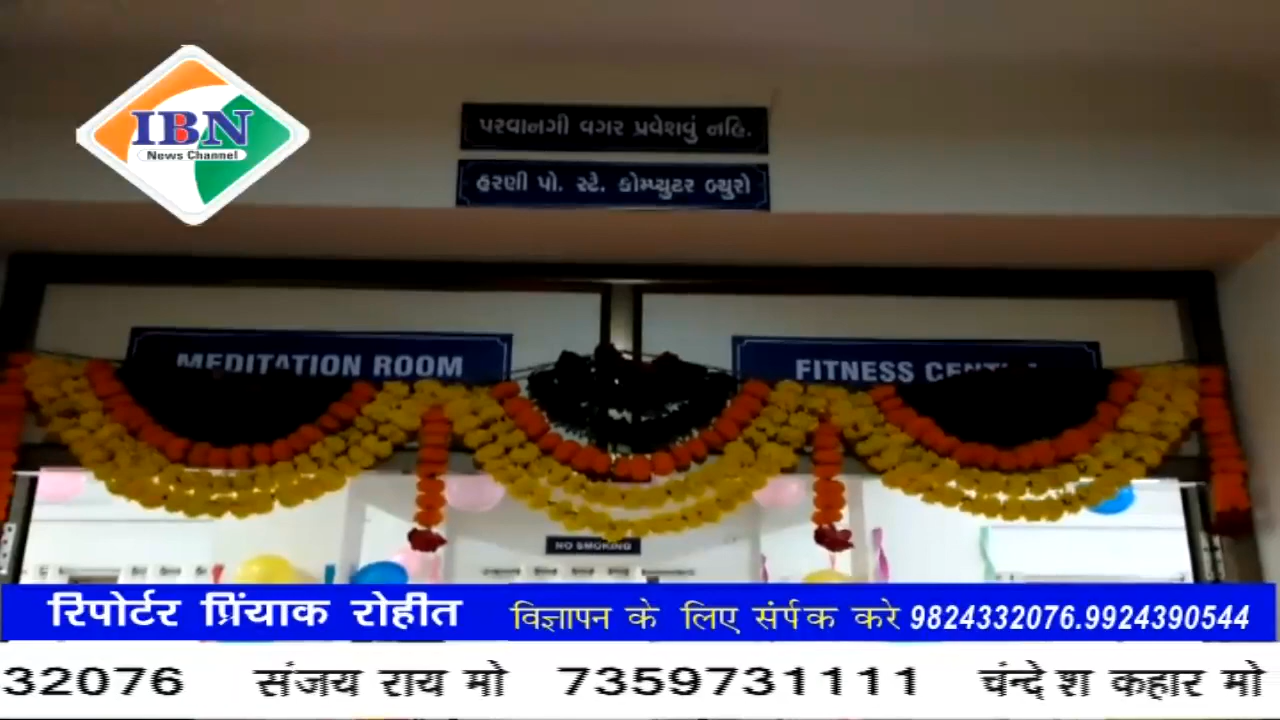 IBN
News Channel
પરવાનગી વગર પ્રવેશવું નહિ.
હરણી પો. સ્ટે. કોમ્પ્યુટર બ્યુરો
MEDITATION ROOM
FITNESS
NO SMOKING
रिपोर्टर प्रिंयाक रोहीत विज्ञापन के लिए संर्पक करे 9824332076.9924390544
32076 संजय राय मो 7359731111 चंन्देश कहार मो